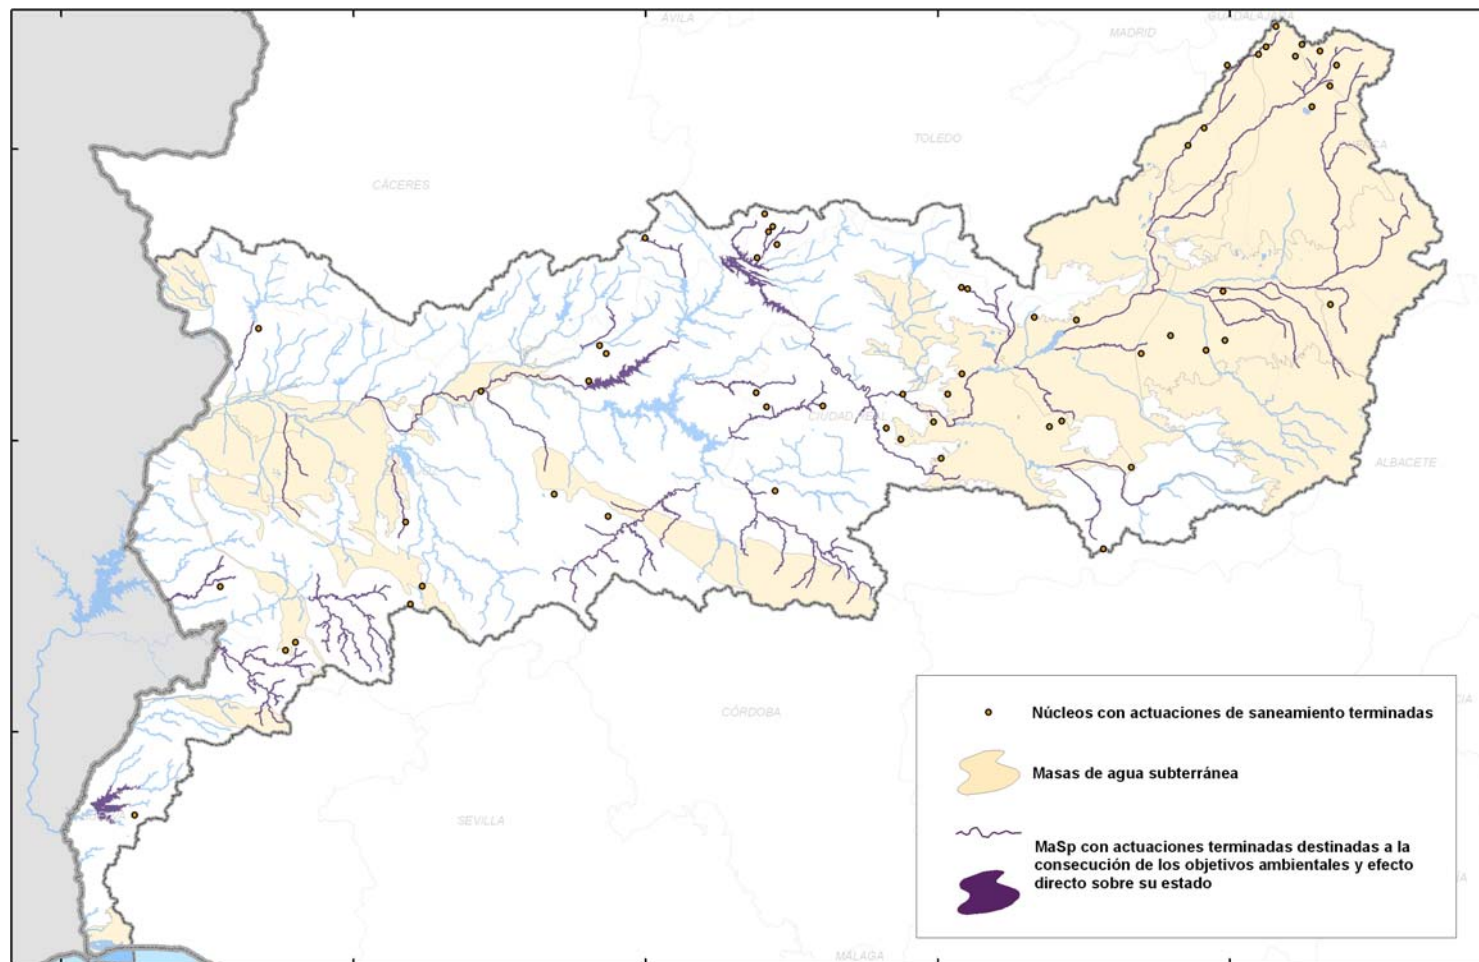 ÁVILA
GUADALAJARA
MADRID
TOLEDO
CÁCERES
CIUDAD REAL
ALBACETE
CÓRDOBA
SEVILLA
MÁLAGA
Núcleos con actuaciones de saneamiento terminadas
Masas de agua subterránea
MaSp con actuaciones terminadas destinadas a la
consecución de los objetivos ambientales y efecto
directo sobre su estado